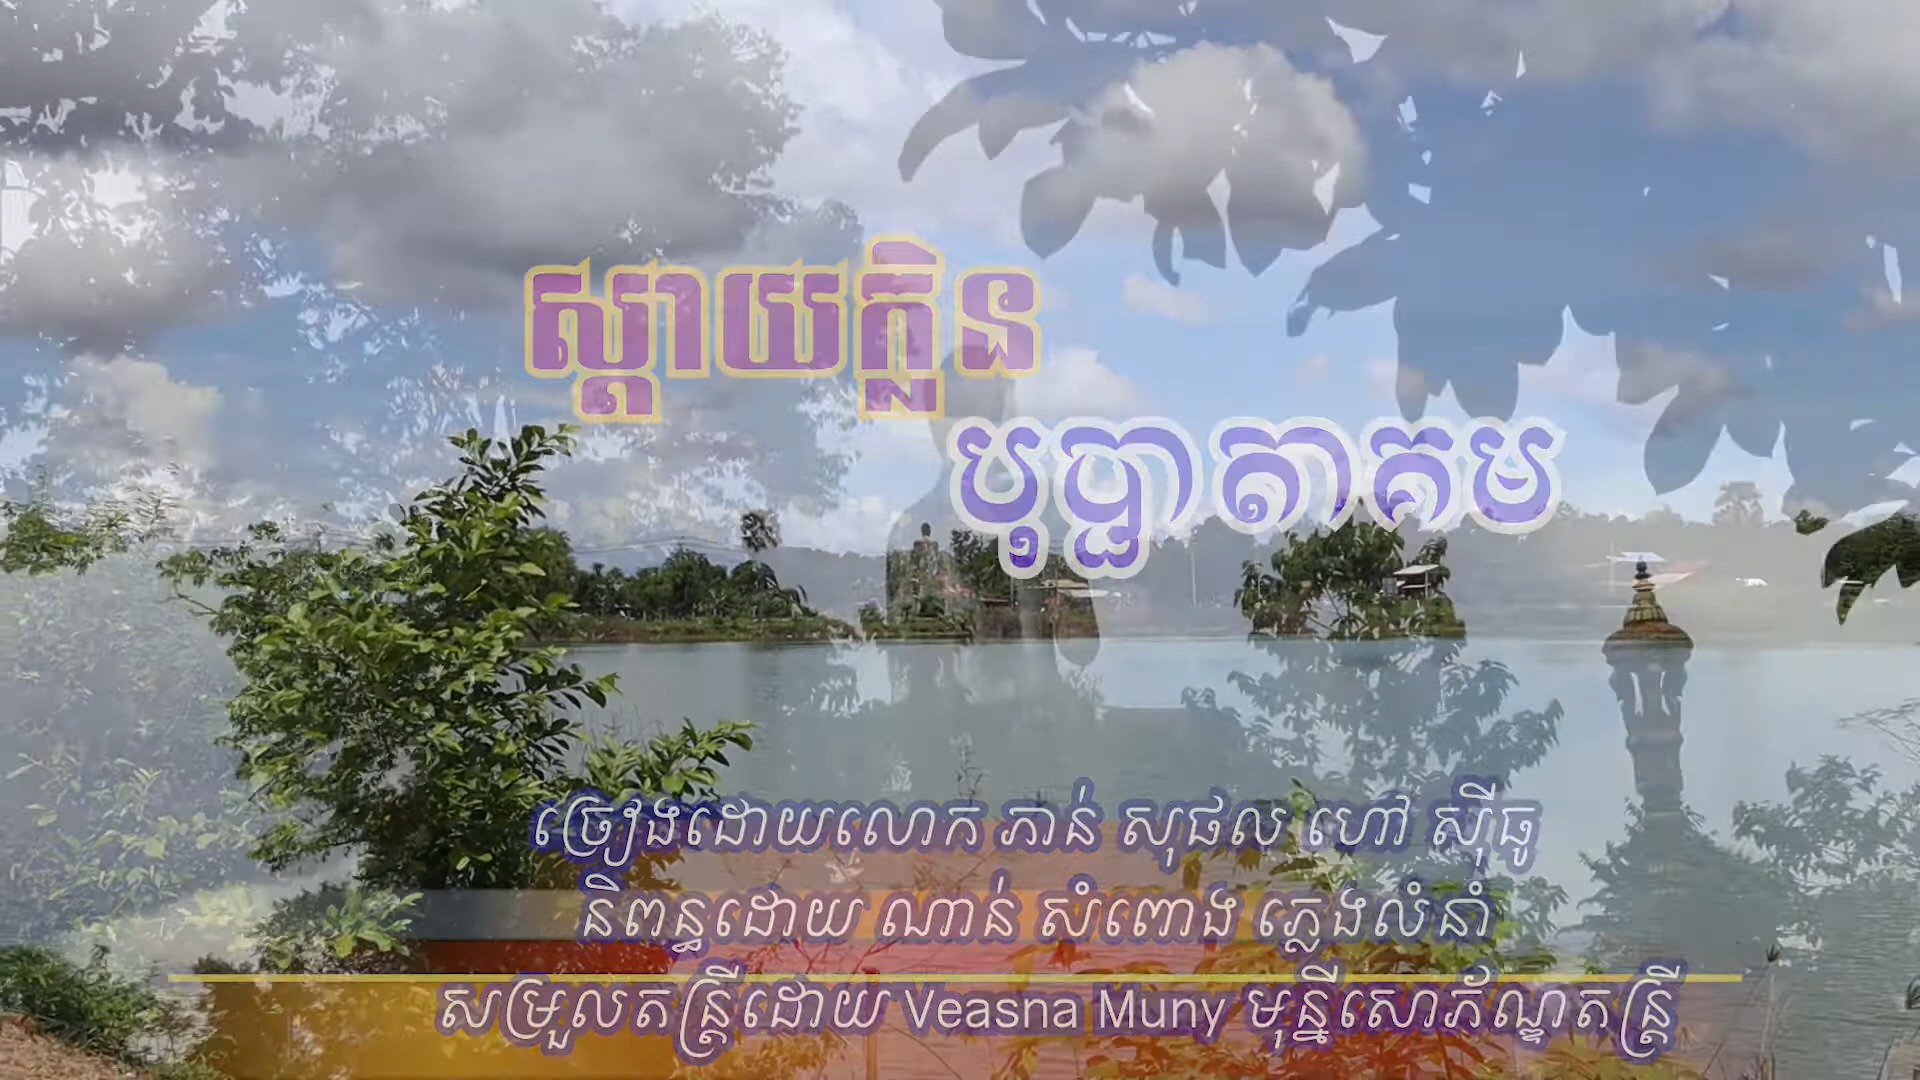 ស្ដាយក្លិន
បុប្ផាតាគម
ច្រៀងដោយលោក ភាន់ សុផល ហៅ ស៊ីធូ
និពន្ធដោយ ណាន់ សំពោង ភ្លេងលំនាំ
សម្រួលតន្ត្រីដោយ Veasna Muny មុន្នីសោភ័ណ្ឌតន្ត្រី